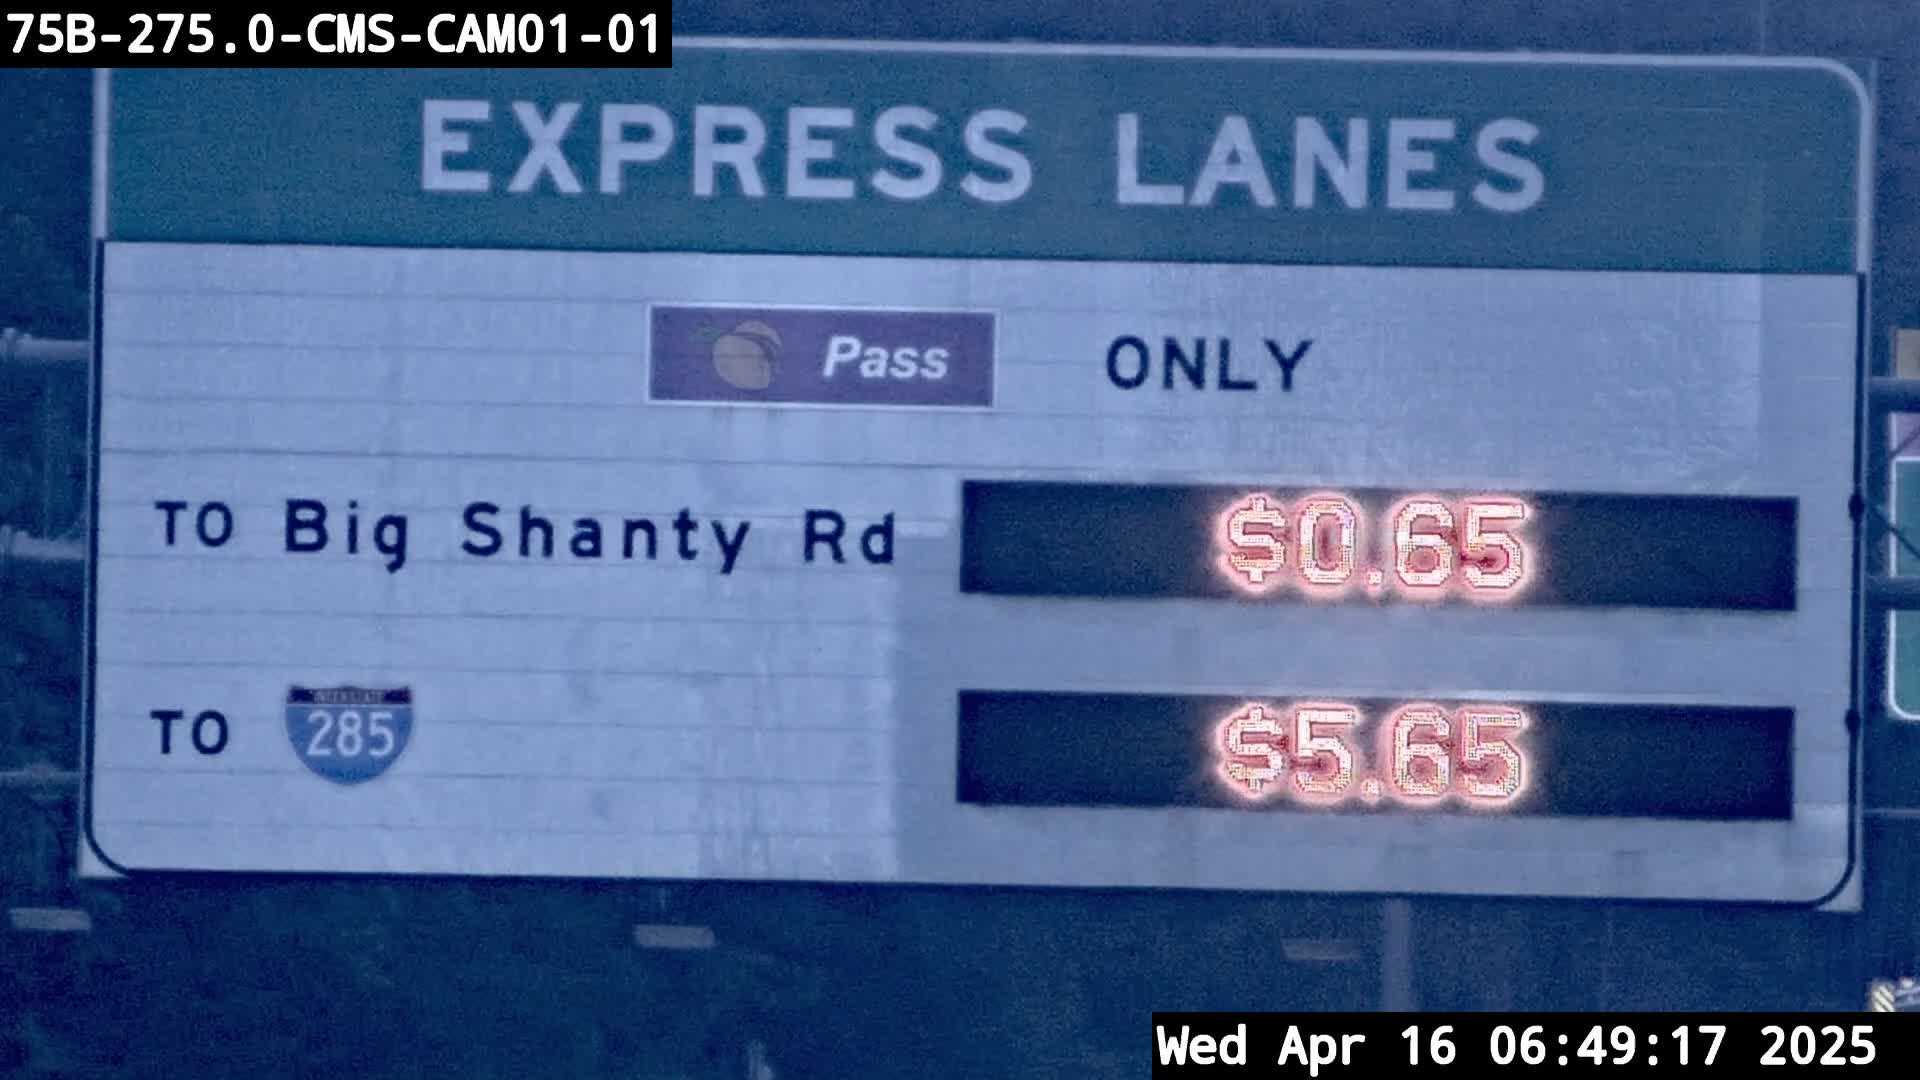 75B-275.0-CMS-CAM01-01
EXPRESS LANES
Pass ONLY
TO Big Shanty Rd $0.65
INTERSTATE
TO 285 $5.65
Wed Apr 16 06:49:17 2025